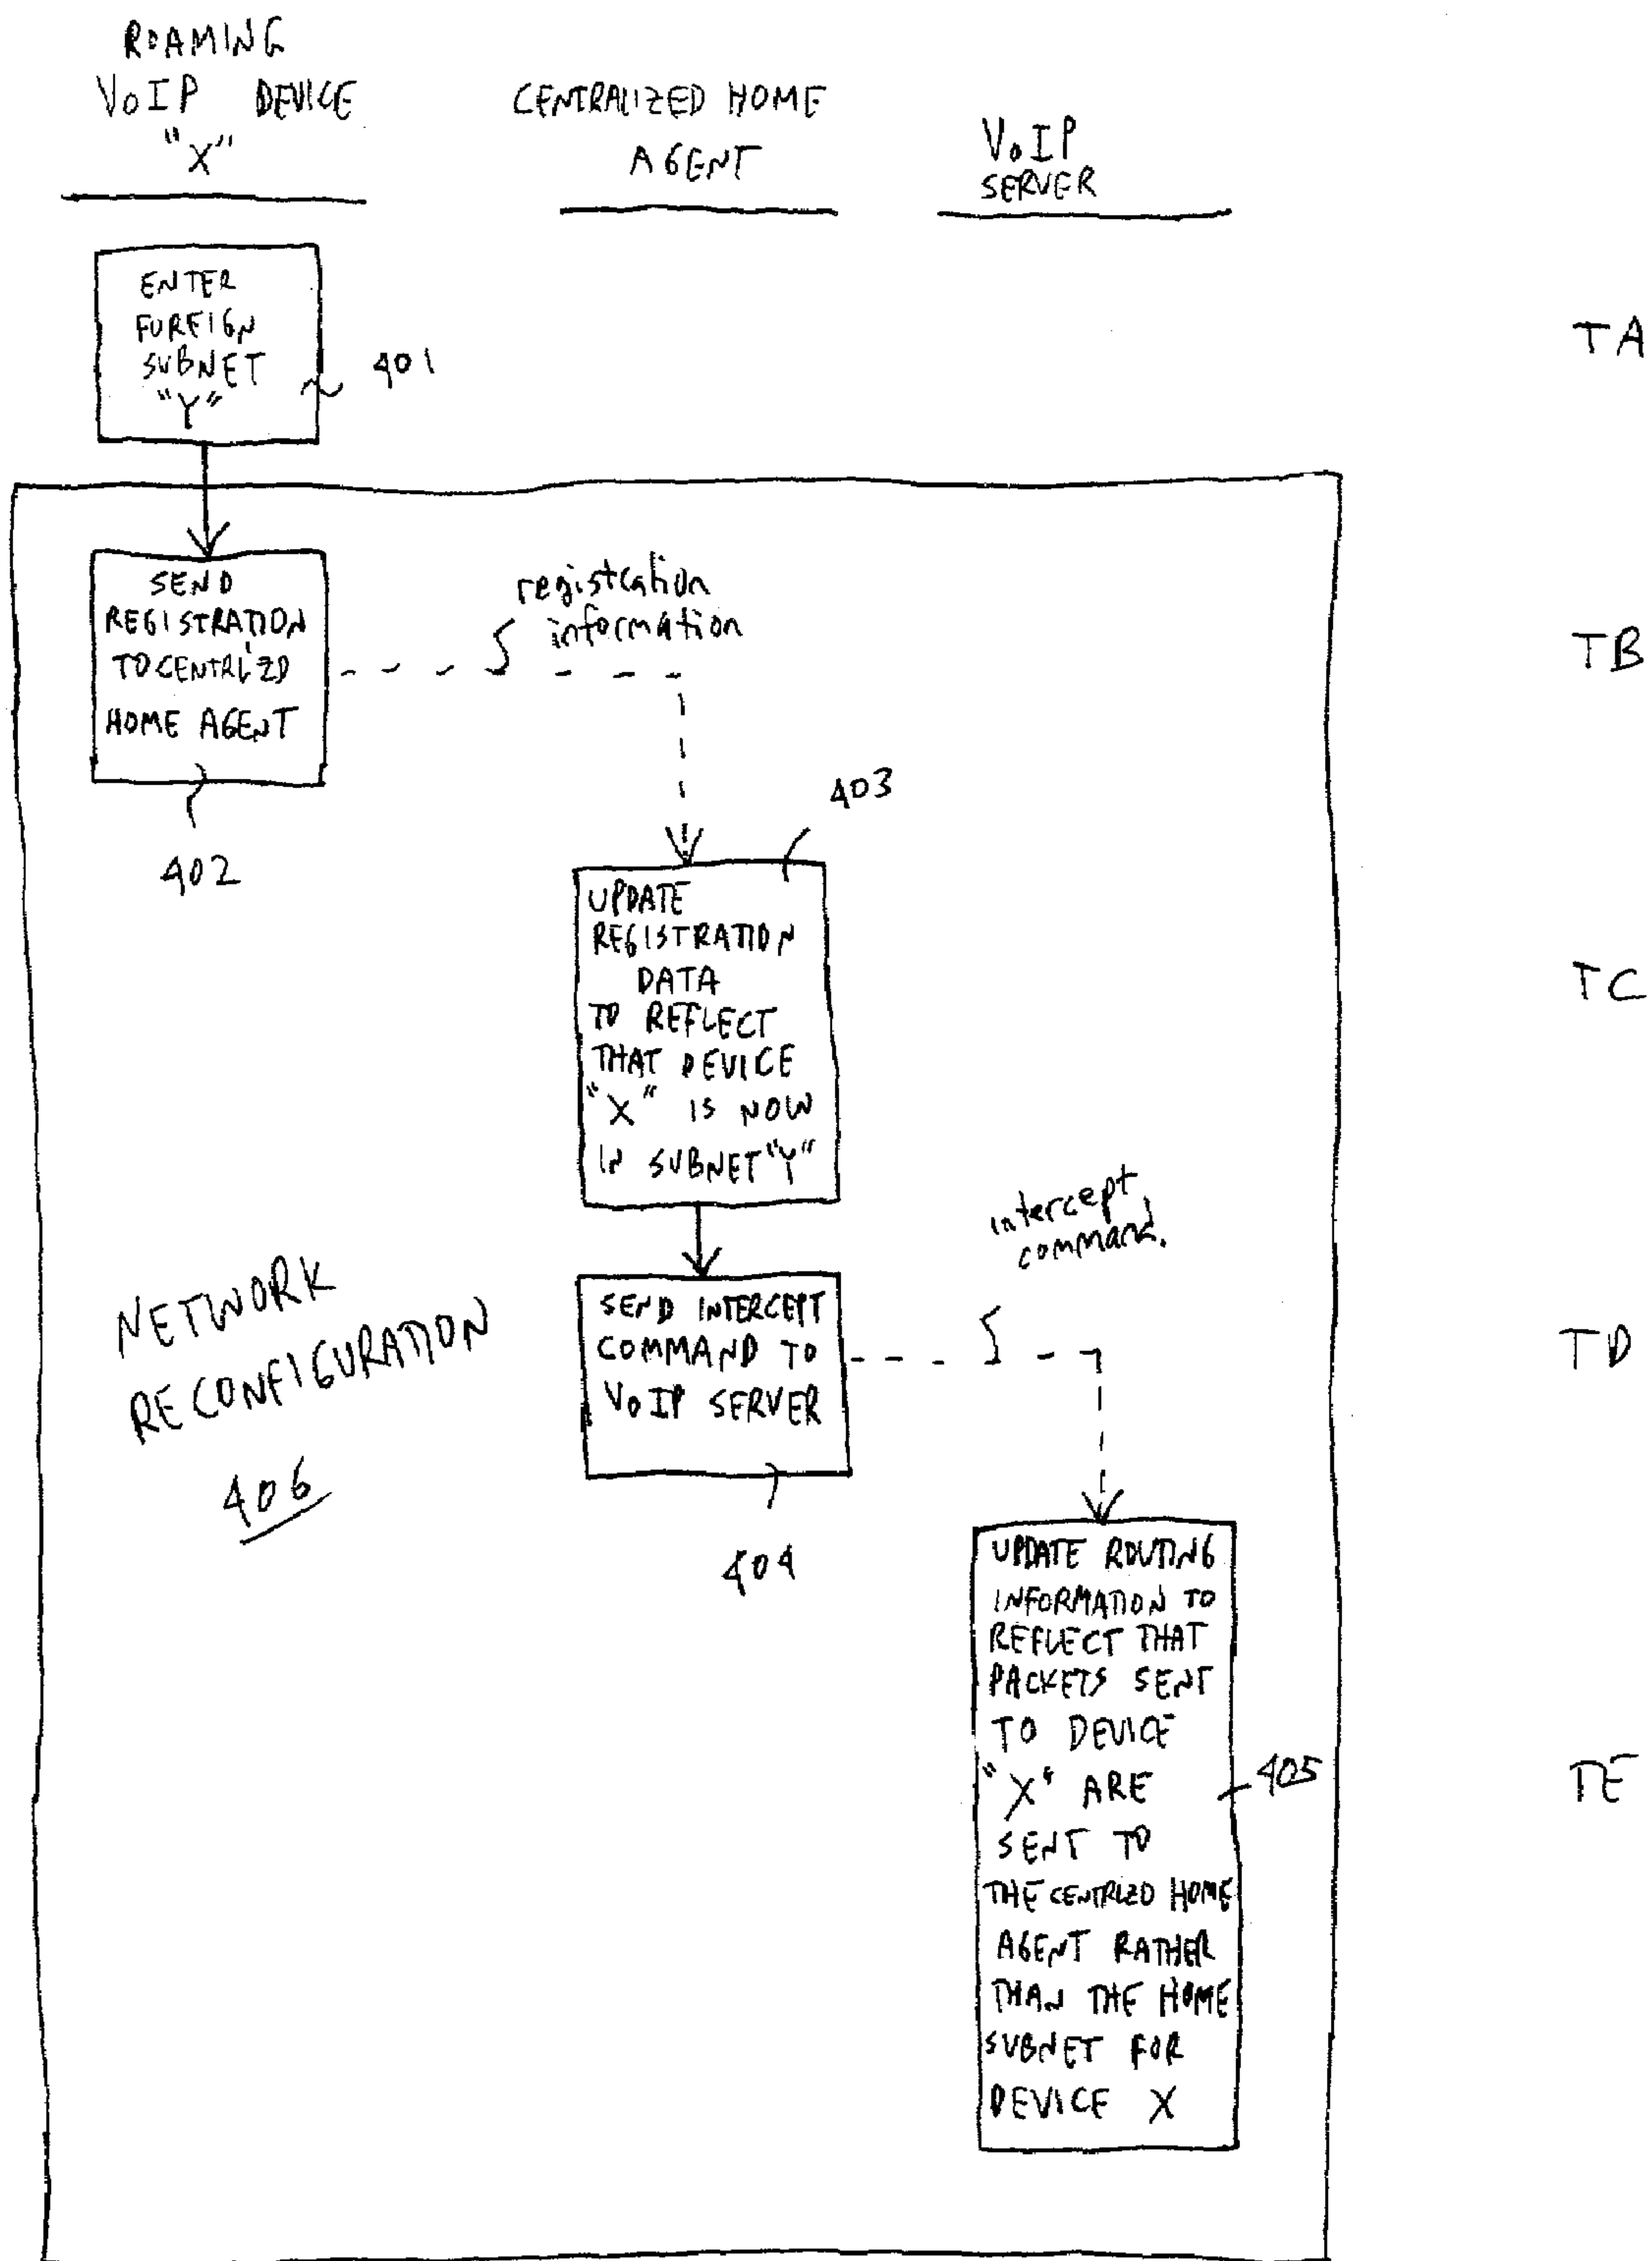 ROAMING
VoIP DEVICE
"X"
CENTRALIZED HOME
AGENT
VoIP
SERVER
ENTER
FOREIGN
SUBNET
"Y"
401
TA
SEND
REGISTRATION
TO CENTRLIZD
HOME AGENT
402
registration
information
TB
403
UPDATE
REGISTRATION
DATA
TO REFLECT
THAT DEVICE
"X" IS NOW
IN SUBNET "Y"
TC
intercept
command.
SEND INTERCEPT
COMMAND TO
VoIP SERVER
404
TD
NETWORK
RECONFIGURATION
406
UPDATE ROUTING
INFORMATION TO
REFLECT THAT
PACKETS SENT
TO DEVICE
"X" ARE
SENT TO
THE CENTRLZD HOME
AGENT RATHER
THAN THE HOME
SUBNET FOR
DEVICE X
405
TE